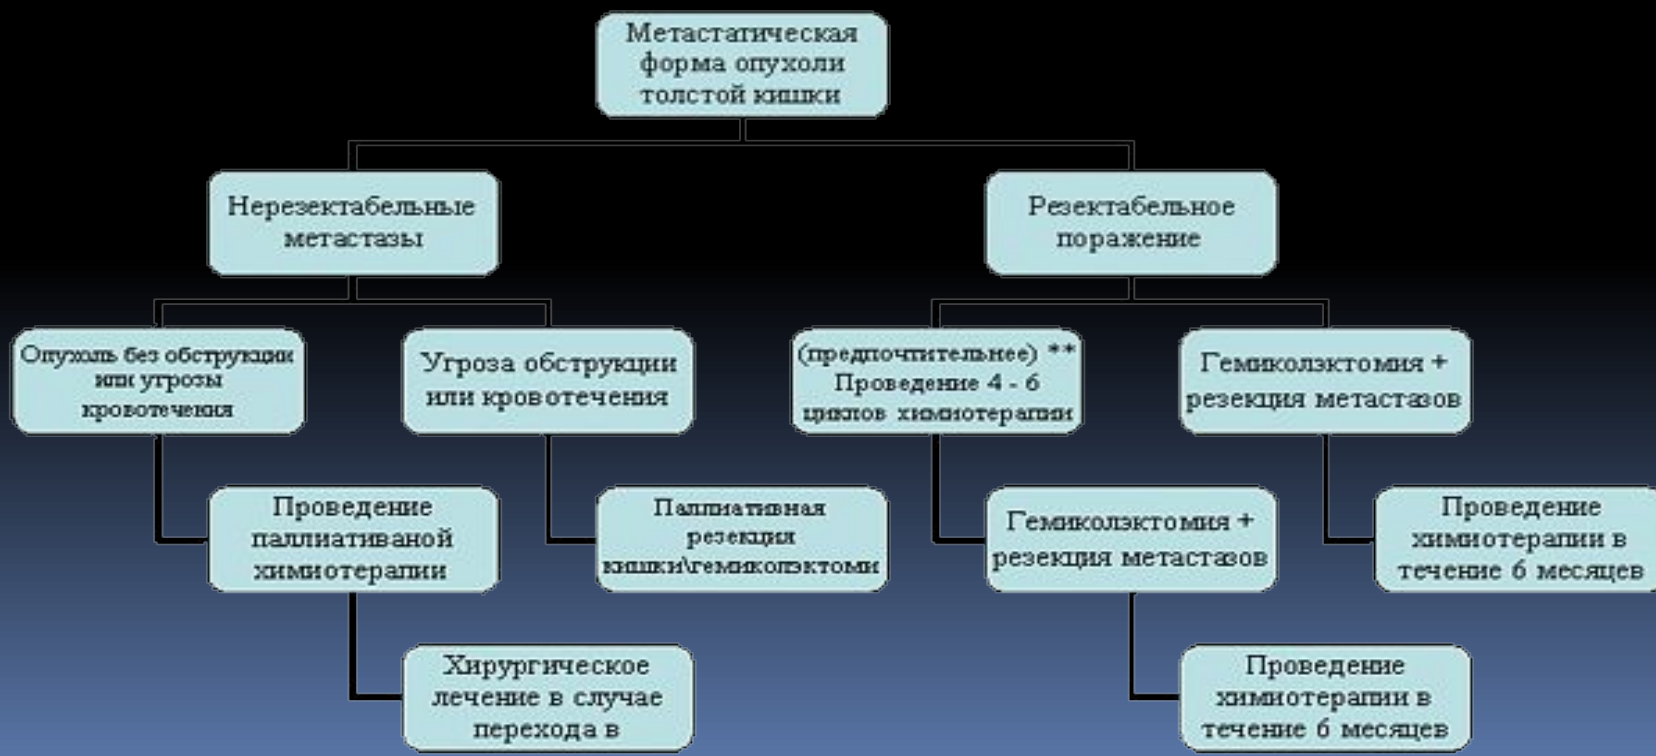 Метастатическая
форма опухоли
толстой кишки
Нерезектабельные
метастазы
Резектабельное
поражение
Опухоль без обструкции
или угрозы
кровотечения
Угроза обструкции
или кровотечения
(предпочтительнее) **
Проведение 4 - 6
циклов химиотерапии
Гемиколэктомия +
резекция метастазов
Проведение
паллиативаной
химиотерапии
Паллиативная
резекция
кишки\гемиколэктоми
Гемиколэктомия +
резекция метастазов
Проведение
химиотерапии в
течение 6 месяцев
Хирургическое
лечение в случае
перехода в
Проведение
химиотерапии в
течение 6 месяцев